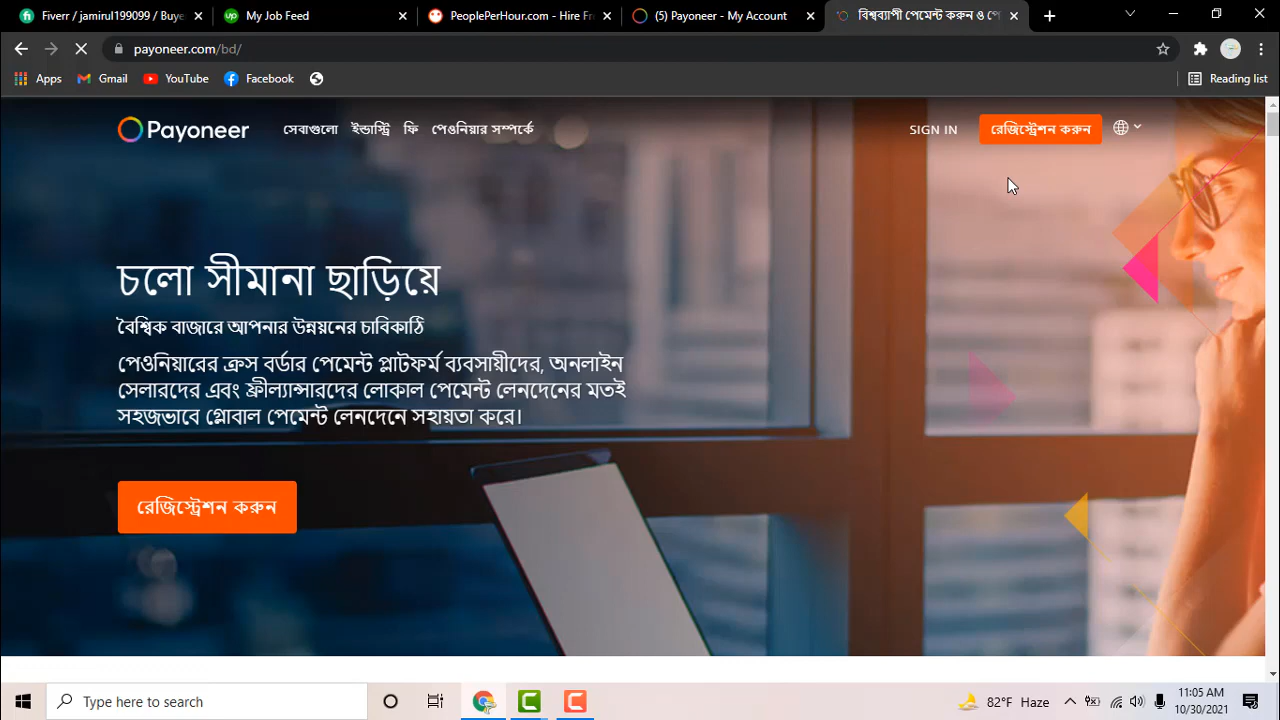 Fiverr / jamirul199099 / Buye
My Job Feed
PeoplePerHour.com - Hire Fr
(5) Payoneer - My Account
বিশ্বব্যাপী পেমেন্ট করুন ও পে
payoneer.com/bd/
Apps
Gmail
YouTube
Facebook
Reading list
Payoneer
সেবাগুলো
ইন্ডাস্ট্রি
ফি
পেওনিয়ার সম্পর্কে
SIGN IN
রেজিস্ট্রেশন করুন
চলো সীমানা ছাড়িয়ে
বৈশ্বিক বাজারে আপনার উন্নয়নের চাবিকাঠি
পেওনিয়ারের ক্রস বর্ডার পেমেন্ট প্লাটফর্ম ব্যবসায়ীদের, অনলাইন
সেলারদের এবং ফ্রীল্যান্সারদের লোকাল পেমেন্ট লেনদেনের মতই
সহজভাবে গ্লোবাল পেমেন্ট লেনদেনে সহায়তা করে।
রেজিস্ট্রেশন করুন
Type here to search
82°F Haze
11:05 AM
10/30/2021